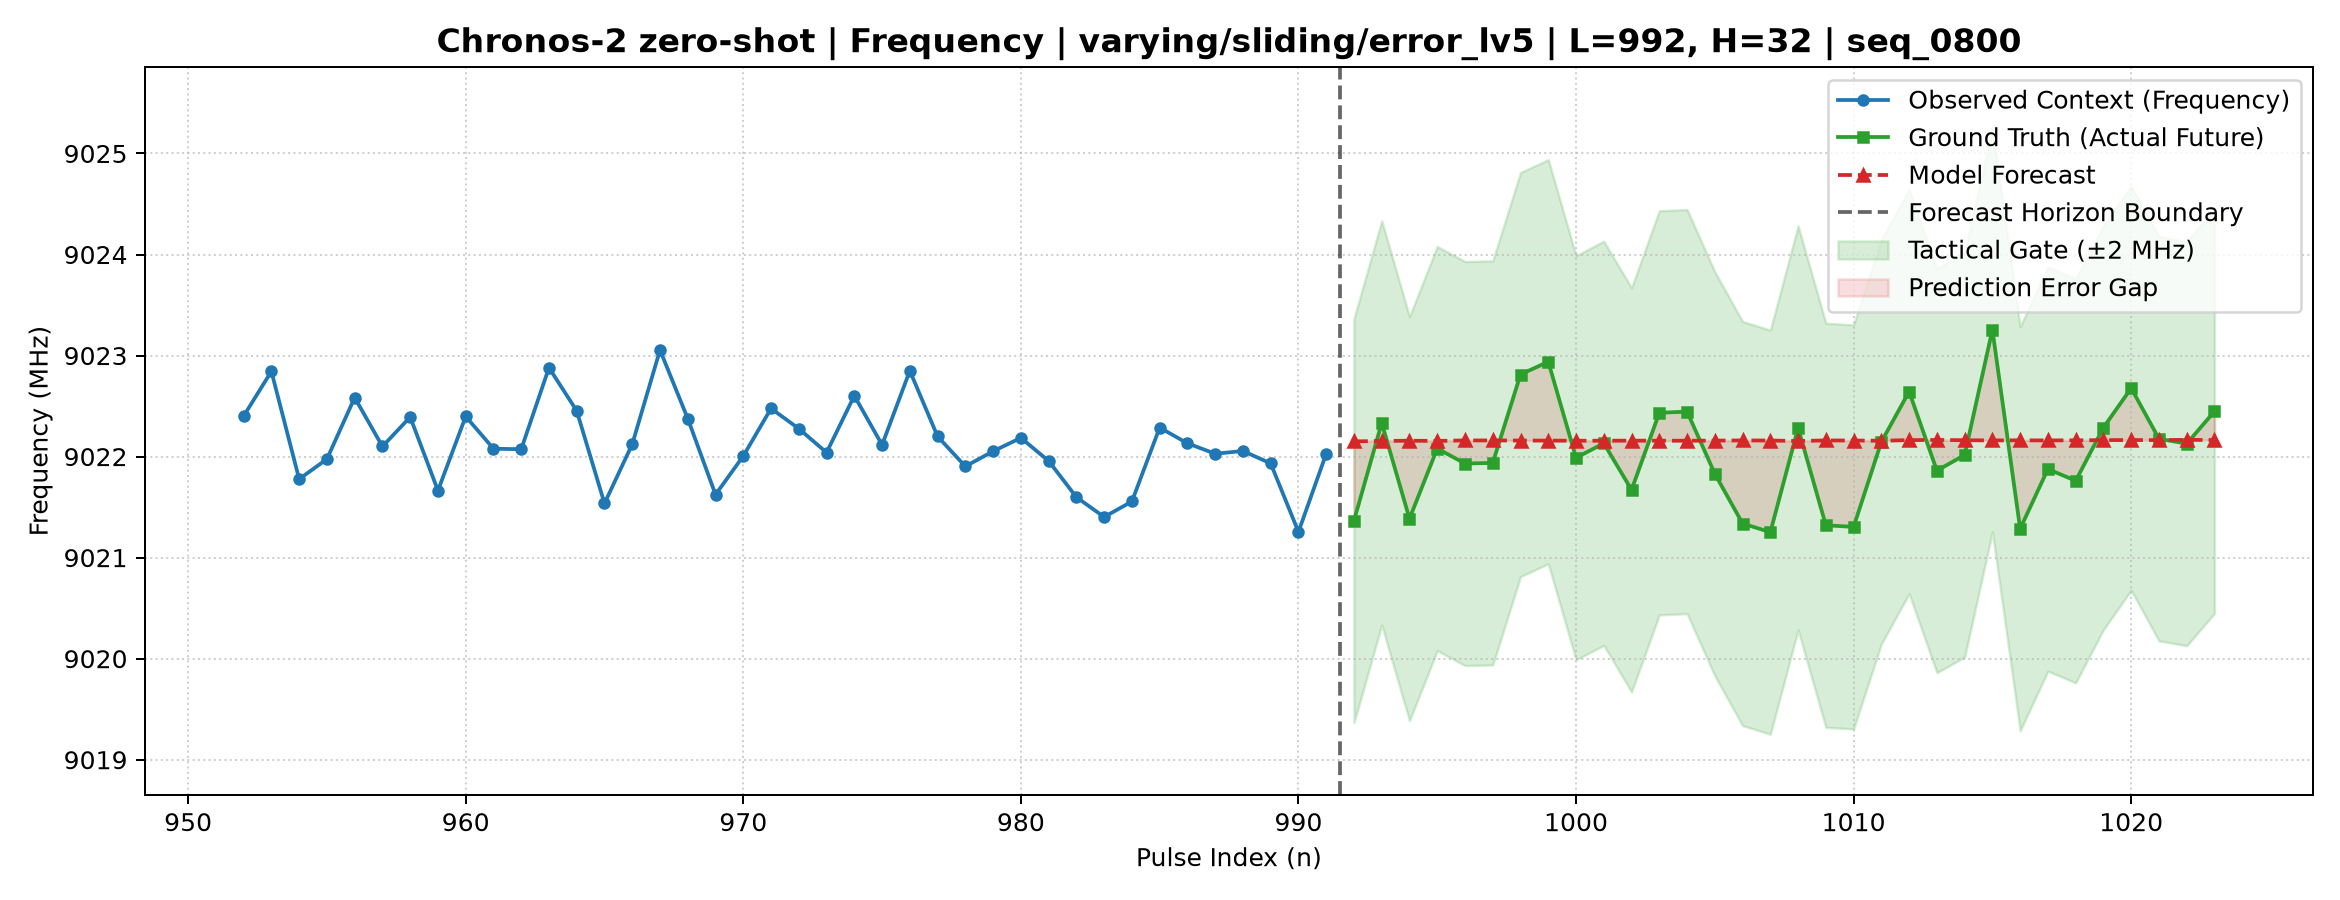 Chronos-2 zero-shot | Frequency | varying/sliding/error_lv5 | L=992, H=32 | seq_0800
Observed Context (Frequency)
Ground Truth (Actual Future)
Model Forecast
Forecast Horizon Boundary
Tactical Gate (±2 MHz)
Prediction Error Gap
Frequency (MHz)
9025
9024
9023
9022
9021
9020
9019
950 960 970 980 990 1000 1010 1020
Pulse Index (n)